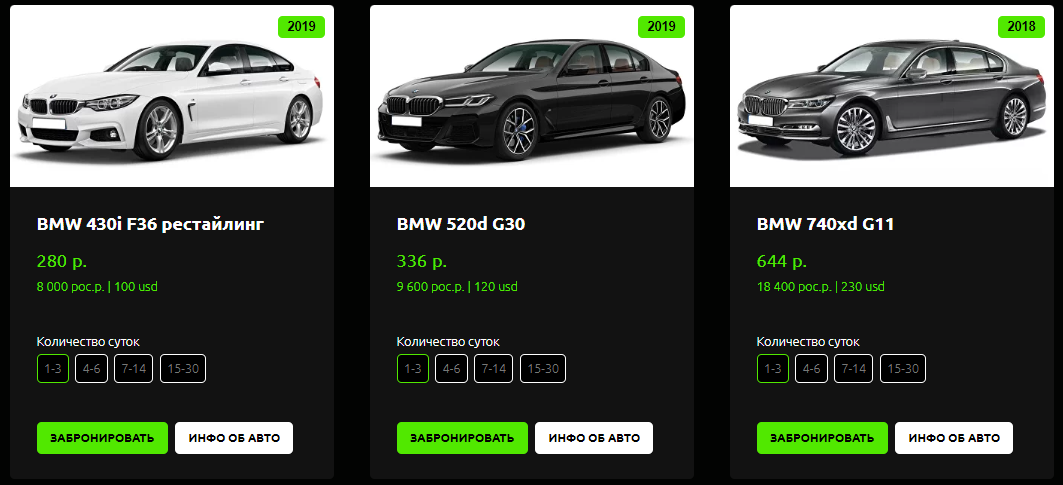 2019
BMW 430i F36 рестайлинг
280 р.
8 000 рос.р. | 100 usd
Количество суток
1-3 4-6 7-14 15-30
ЗАБРОНИРОВАТЬ ИНФО ОБ АВТО
2019
BMW 520d G30
336 р.
9 600 рос.р. | 120 usd
Количество суток
1-3 4-6 7-14 15-30
ЗАБРОНИРОВАТЬ ИНФО ОБ АВТО
2018
BMW 740xd G11
644 р.
18 400 рос.р. | 230 usd
Количество суток
1-3 4-6 7-14 15-30
ЗАБРОНИРОВАТЬ ИНФО ОБ АВТО